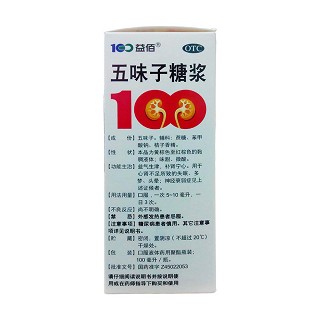 100 益佰®
OTC
五味子糖浆
100
【成　份】五味子。辅料：蔗糖、苯甲
酸钠、桔子香精。
【性　状】本品为黄棕色至红棕色的黏
稠液体；味甜、微酸。
【功能主治】益气生津，补肾宁心。用于
心肾不足所致的失眠、多
梦、头晕；神经衰弱症见上
述证候者。
【用法用量】口服，一次5~10毫升，一
日3次。
【不良反应】尚不明确。
【禁　忌】外感发热患者忌服。
【注意事项】糖尿病患者慎用。其它注意事
项详见说明书。
【贮　藏】密闭，置阴凉（不超过20℃）
干燥处。
【包　装】口服液体药用聚酯瓶装；
100毫升/瓶。
【批准文号】国药准字Z45022053
请仔细阅读说明书并按说明使
用或在药师指导下购买和使用